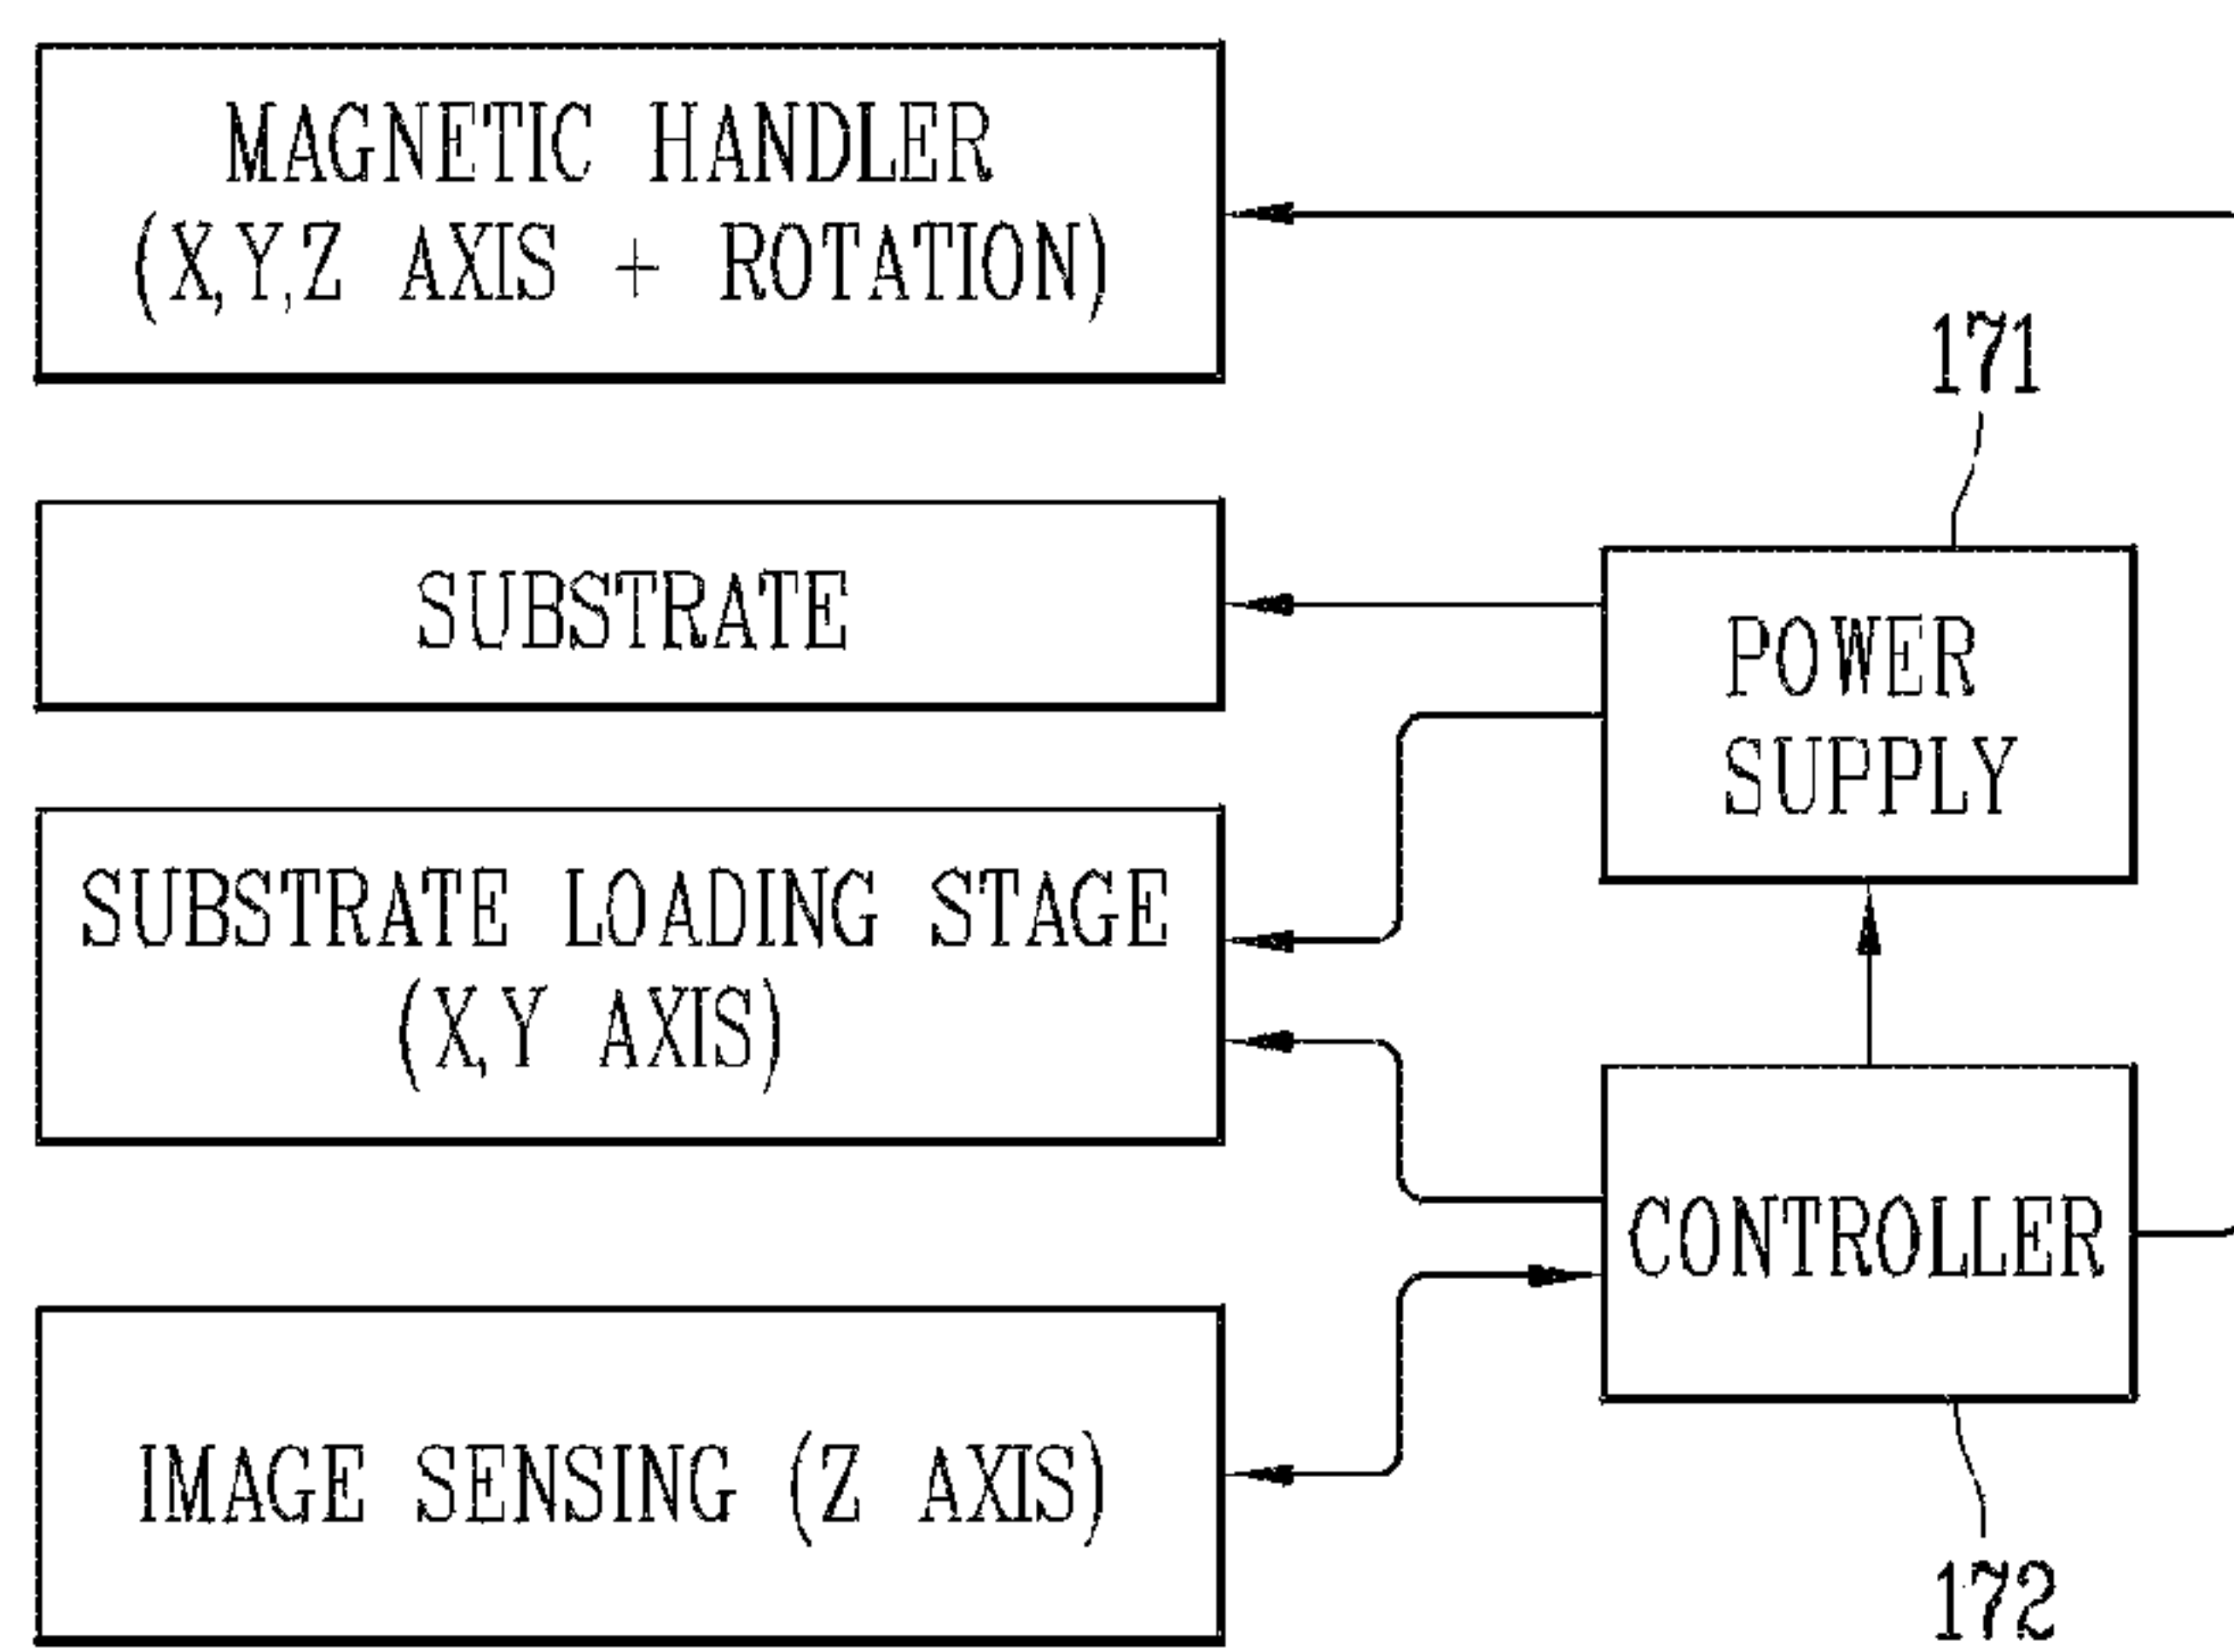 MAGNETIC HANDLER
(X,Y,Z AXIS + ROTATION)
171
SUBSTRATE
POWER
SUPPLY
SUBSTRATE LOADING STAGE
(X,Y AXIS)
CONTROLLER
IMAGE SENSING (Z AXIS)
172